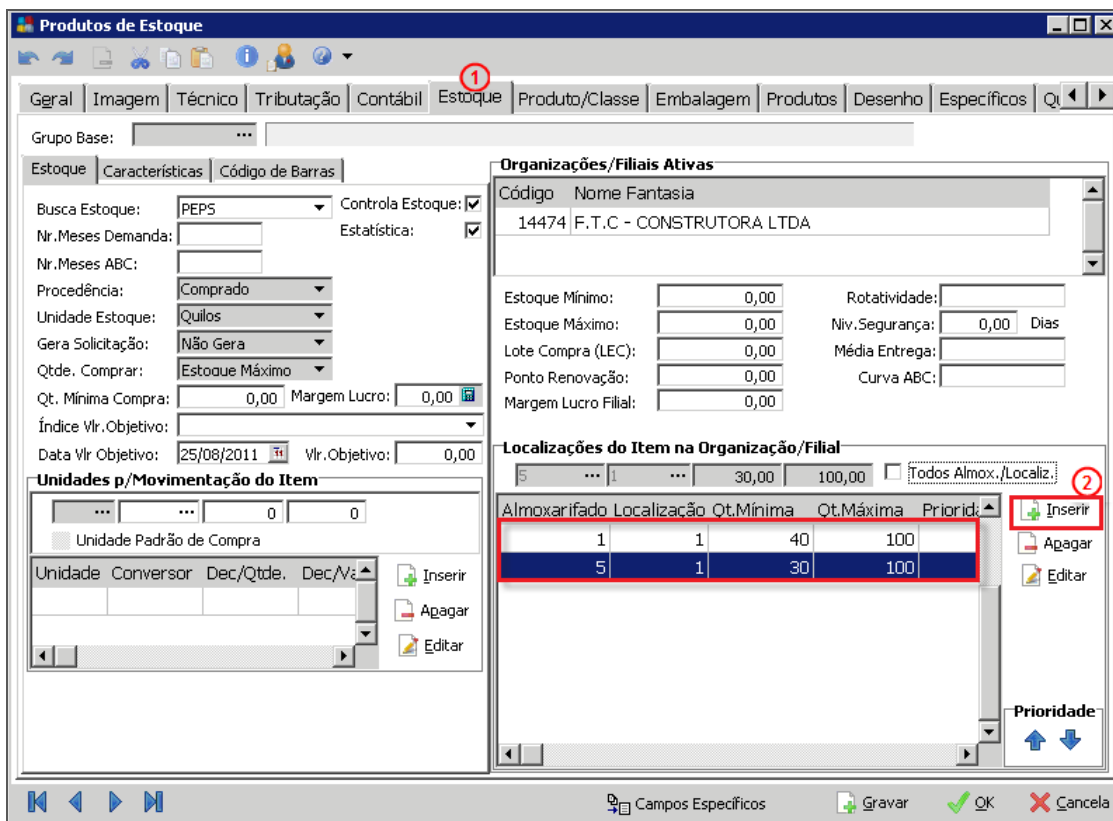 Produtos de Estoque
1
Geral Imagem Técnico Tributação Contábil Estoque Produto/Classe Embalagem Produtos Desenho Específicos
Grupo Base: ...
Estoque Características Código de Barras
Busca Estoque: PEPS Controla Estoque:
Nr.Meses Demanda: Estatística:
Nr.Meses ABC:
Procedência: Comprado
Unidade Estoque: Quilos
Gera Solicitação: Não Gera
Qtde. Comprar: Estoque Máximo
Qt. Mínima Compra: 0,00 Margem Lucro: 0,00
Índice Vlr.Objetivo:
Data Vlr Objetivo: 25/08/2011 Vlr.Objetivo: 0,00
Unidades p/Movimentação do Item
... ... 0 0
Unidade Padrão de Compra
Unidade Conversor Dec/Qtde. Dec/Va
Inserir
Apagar
Editar
Organizações/Filiais Ativas
Código Nome Fantasia
14474 F.T.C - CONSTRUTORA LTDA
Estoque Mínimo: 0,00 Rotatividade:
Estoque Máximo: 0,00 Niv.Segurança: 0,00 Dias
Lote Compra (LEC): 0,00 Média Entrega:
Ponto Renovação: 0,00 Curva ABC:
Margem Lucro Filial: 0,00
Localizações do Item na Organização/Filial
5 ... 1 ... 30,00 100,00 Todos Almox./Localiz.
2
Almoxarifado Localização Qt.Mínima Qt.Máxima Priorida
1 1 40 100
5 1 30 100
Inserir
Apagar
Editar
Prioridade
Campos Específicos Gravar OK Cancela